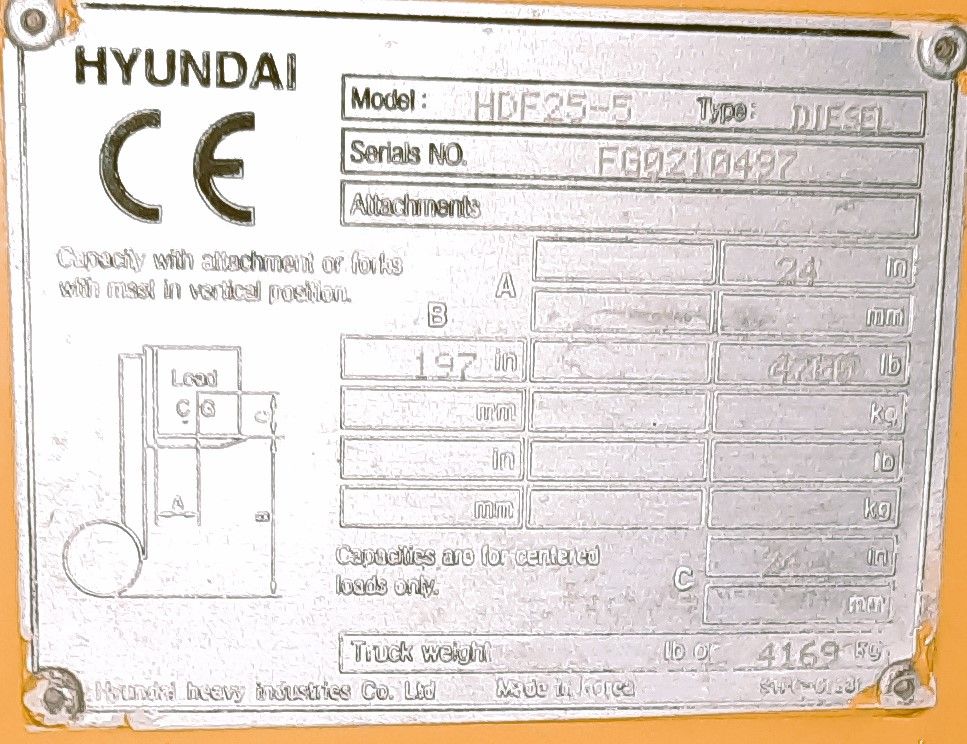 HYUNDAI
CE
Model: HDF25-5 Type: DIESEL
Serials NO. FG0210497
Attachments
Capacity with attachment or forks
with mast in vertical position.
A
24 in
mm
B
197 in
lb
mm kg
in lb
mm kg
Load
C G
C
A
B
Capacities are for centered
loads only.
C
in
mm
Truck weight lb or 4169 kg
Hyundai heavy industries Co. Ltd Made in Korea